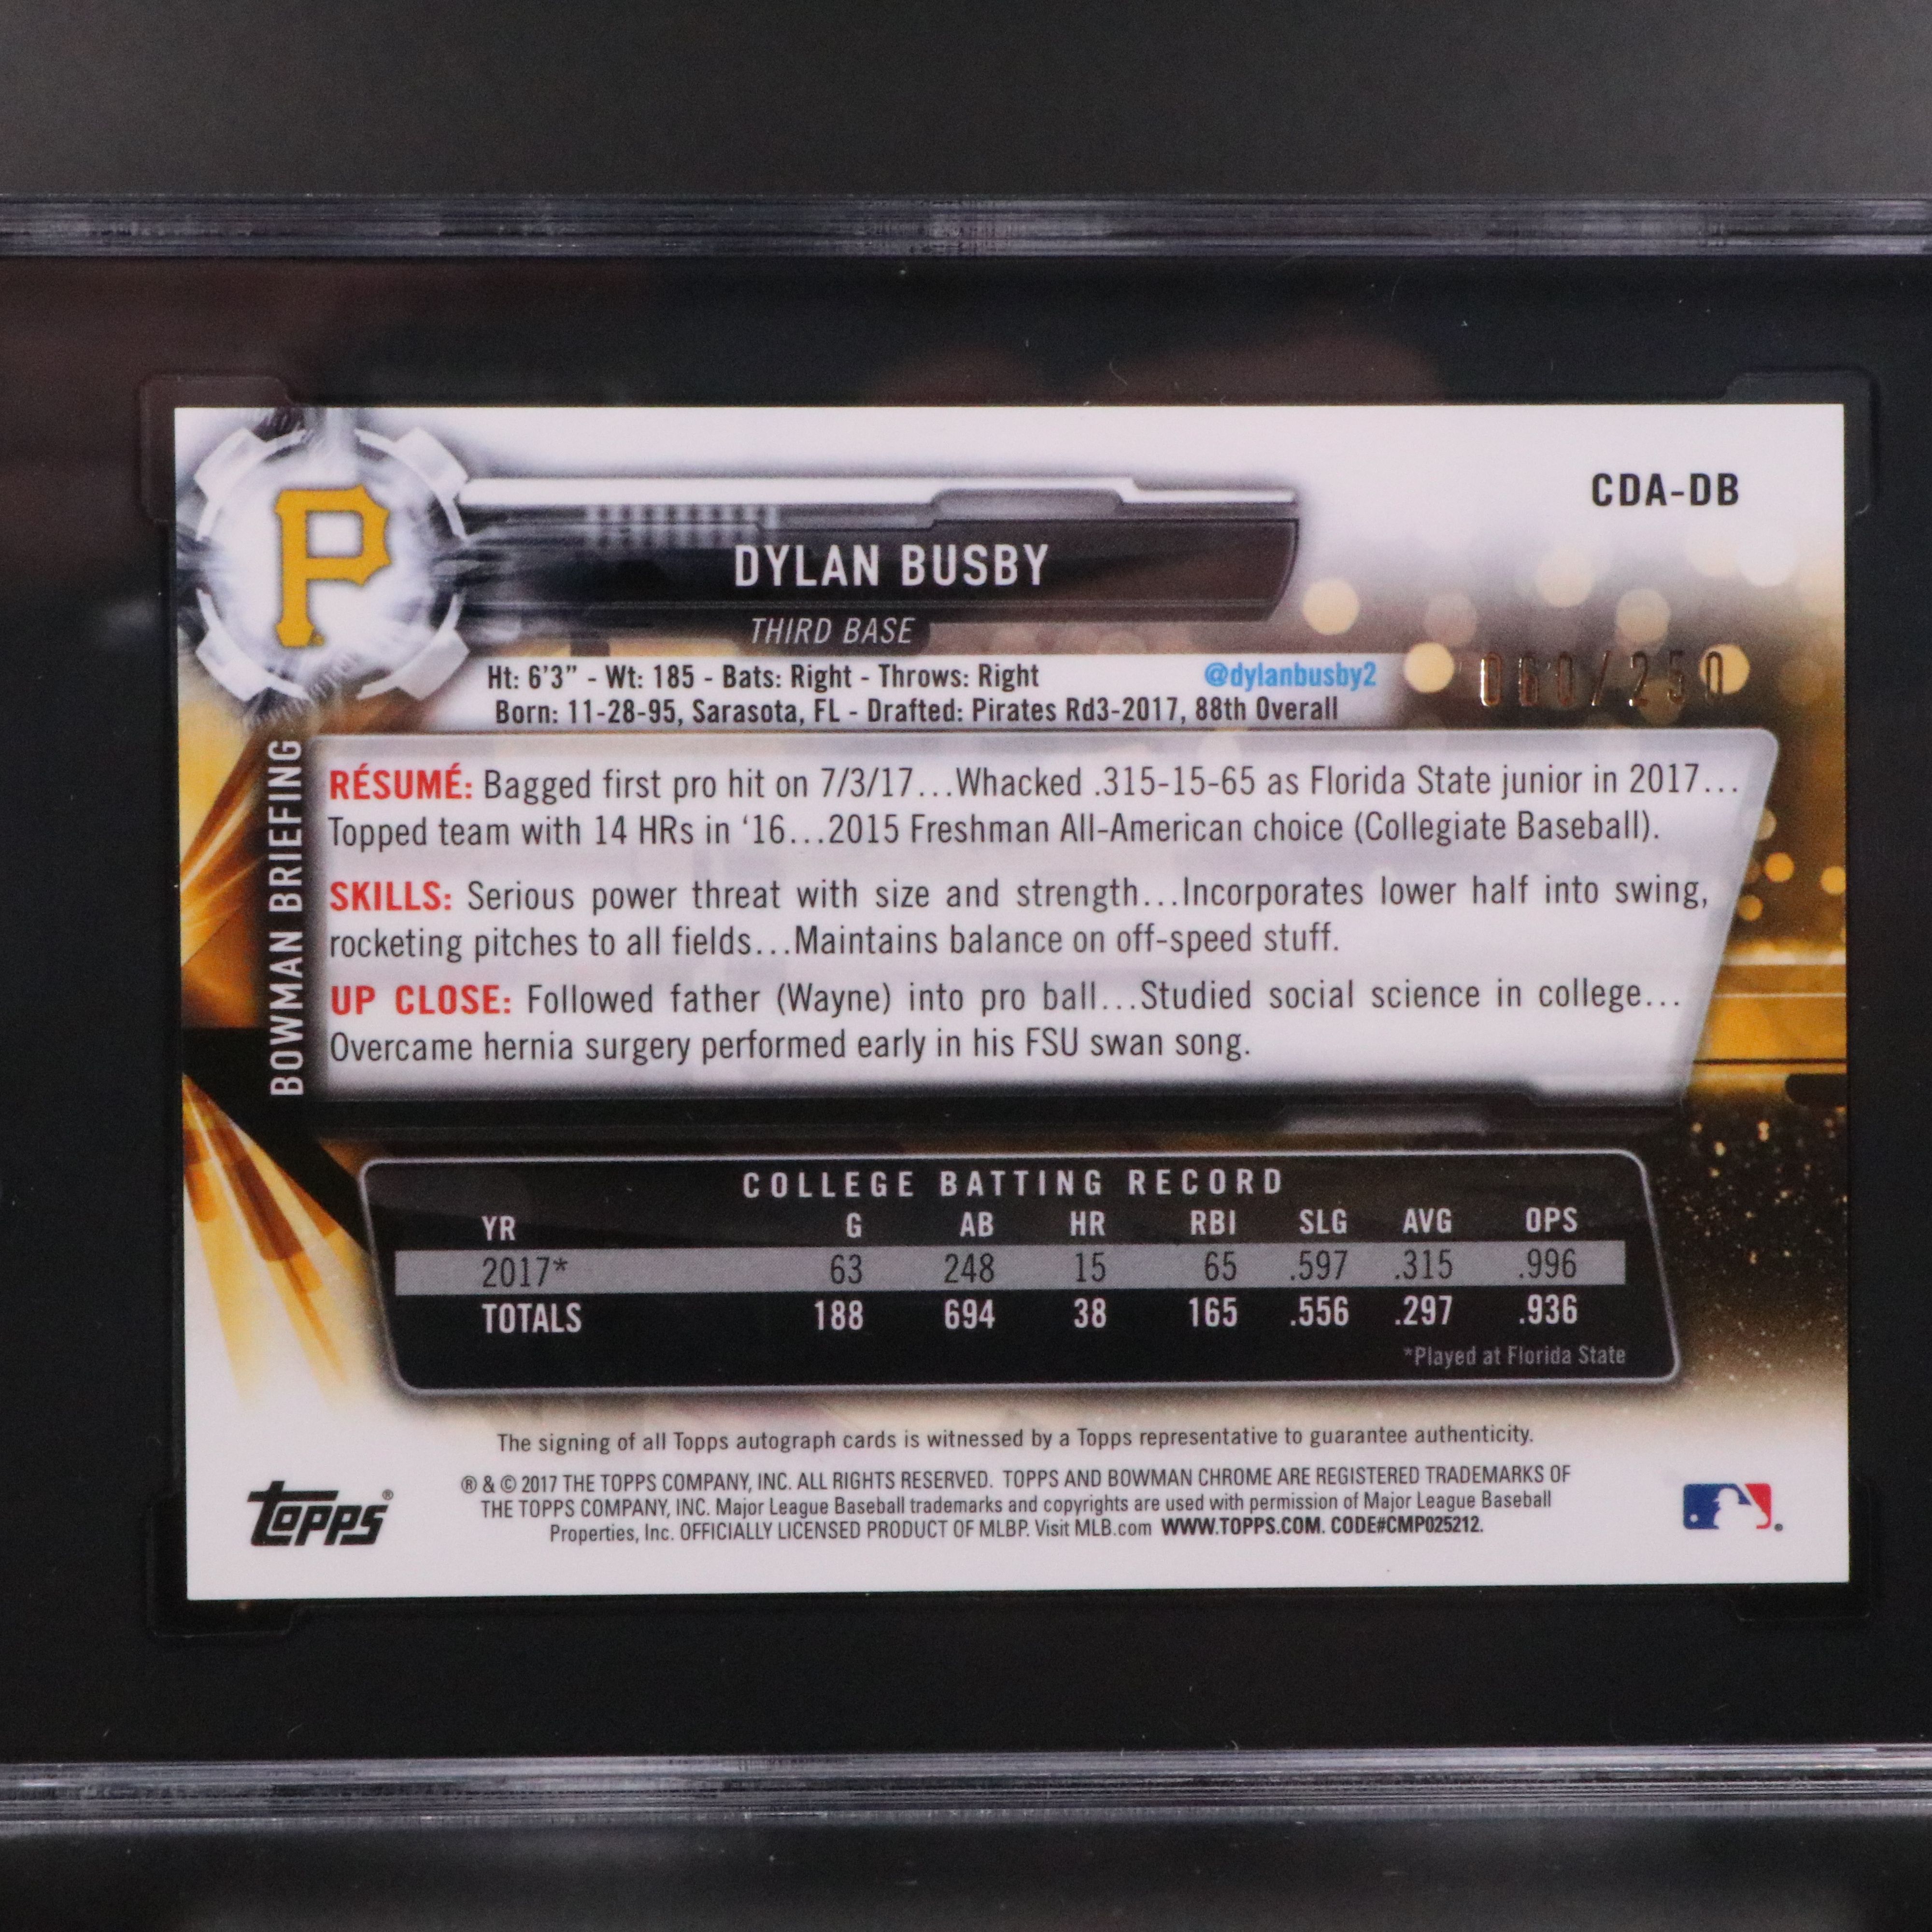 P
CDA-DB
DYLAN BUSBY
THIRD BASE
Ht: 6'3” - Wt: 185 - Bats: Right - Throws: Right @dylanbusby2
060/250
Born: 11-28-95, Sarasota, FL - Drafted: Pirates Rd3-2017, 88th Overall
BOWMAN BRIEFING
RÉSUMÉ: Bagged first pro hit on 7/3/17...Whacked .315-15-65 as Florida State junior in 2017...
Topped team with 14 HRs in ‘16...2015 Freshman All-American choice (Collegiate Baseball).
SKILLS: Serious power threat with size and strength...Incorporates lower half into swing,
rocketing pitches to all fields...Maintains balance on off-speed stuff.
UP CLOSE: Followed father (Wayne) into pro ball...Studied social science in college...
Overcame hernia surgery performed early in his FSU swan song.
COLLEGE BATTING RECORD
YR G AB HR RBI SLG AVG OPS
2017* 63 248 15 65 .597 .315 .996
TOTALS 188 694 38 165 .556 .297 .936
*Played at Florida State
The signing of all Topps autograph cards is witnessed by a Topps representative to guarantee authenticity.
TOPPS®
® & © 2017 THE TOPPS COMPANY, INC. ALL RIGHTS RESERVED. TOPPS AND BOWMAN CHROME ARE REGISTERED TRADEMARKS OF
THE TOPPS COMPANY, INC. Major League Baseball trademarks and copyrights are used with permission of Major League Baseball
Properties, Inc. OFFICIALLY LICENSED PRODUCT OF MLBP. Visit MLB.com WWW.TOPPS.COM. CODE#CMP025212.